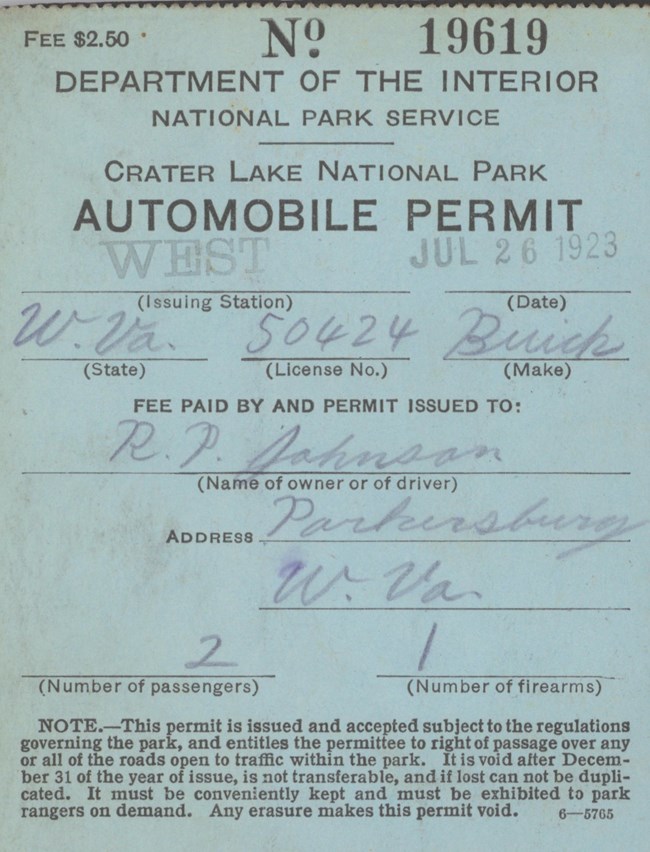 FEE $2.50
Nº 19619
DEPARTMENT OF THE INTERIOR
NATIONAL PARK SERVICE
CRATER LAKE NATIONAL PARK
AUTOMOBILE PERMIT
WEST JUL 26 1923
(Issuing Station) (Date)
W. Va. 50424 Buick
(State) (License No.) (Make)
FEE PAID BY AND PERMIT ISSUED TO:
R. P. Johnson
(Name of owner or of driver)
ADDRESS Parkersburg
W. Va.
2 1
(Number of passengers) (Number of firearms)
NOTE.—This permit is issued and accepted subject to the regulations
governing the park, and entitles the permittee to right of passage over any
or all of the roads open to traffic within the park. It is void after Decem-
ber 31 of the year of issue, is not transferable, and if lost can not be dupli-
cated. It must be conveniently kept and must be exhibited to park
rangers on demand. Any erasure makes this permit void. 6—5765